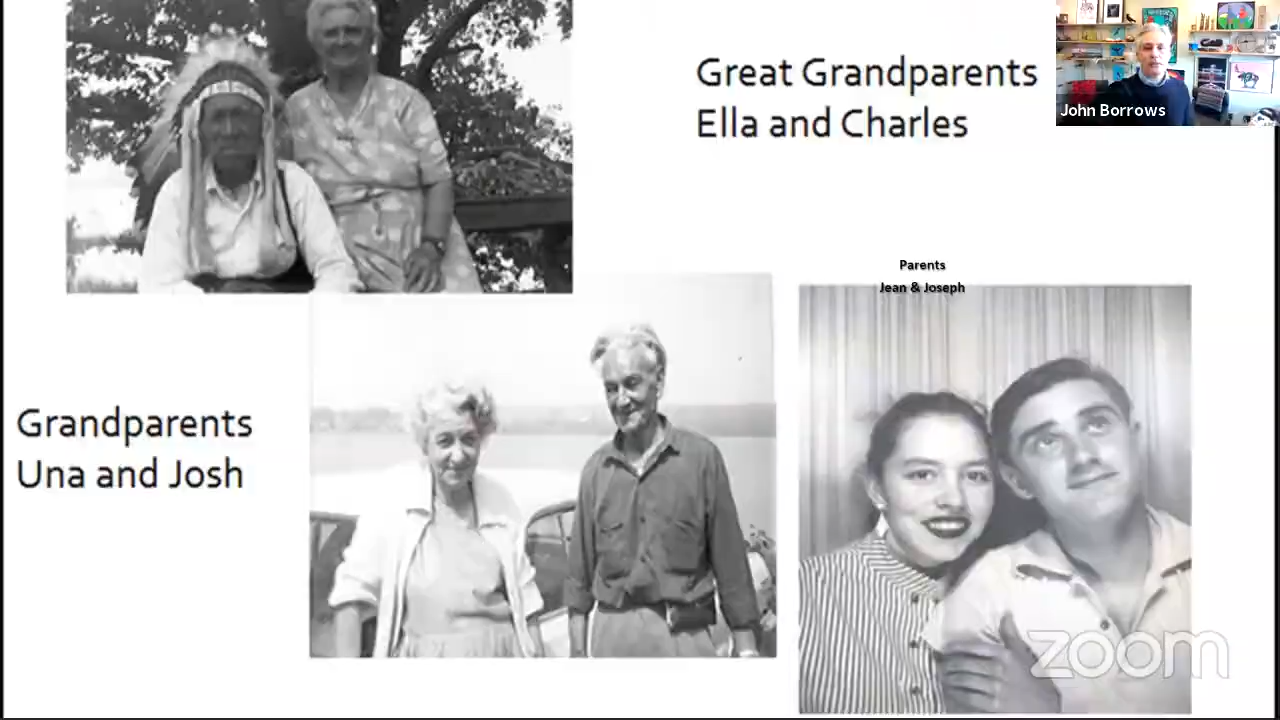 Great Grandparents
Ella and Charles
John Borrows
Parents
Jean & Joseph
Grandparents
Una and Josh
zoom